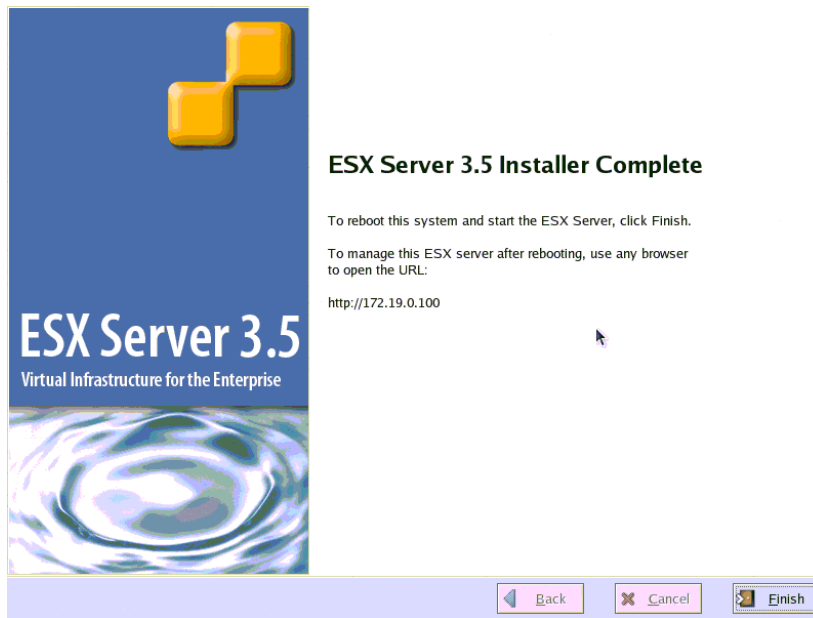 ESX Server 3.5
Virtual Infrastructure for the Enterprise
ESX Server 3.5 Installer Complete
To reboot this system and start the ESX Server, click Finish.
To manage this ESX server after rebooting, use any browser
to open the URL:
http://172.19.0.100
Back
Cancel
Finish